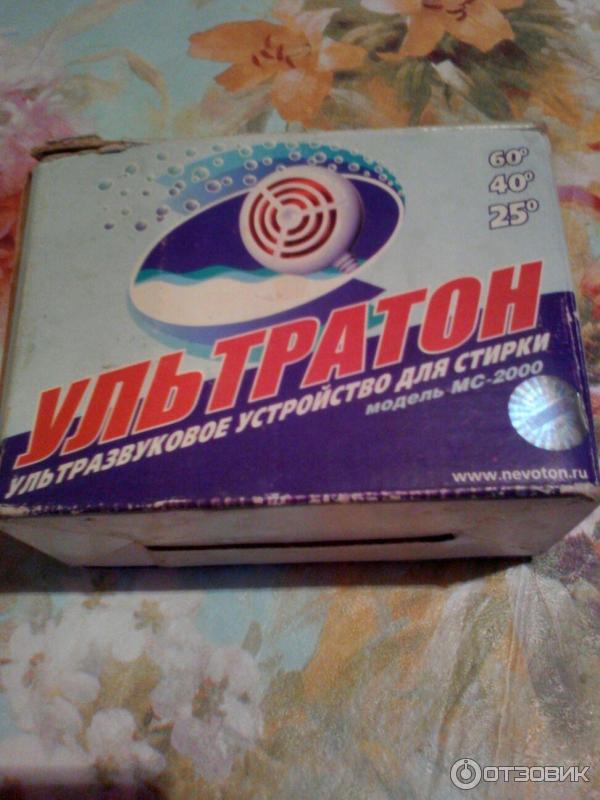 60°
40°
25°
УЛЬТРАТОН
УЛЬТРАЗВУКОВОЕ УСТРОЙСТВО ДЛЯ СТИРКИ
модель МС-2000
www.nevoton.ru
ОТЗОВИК